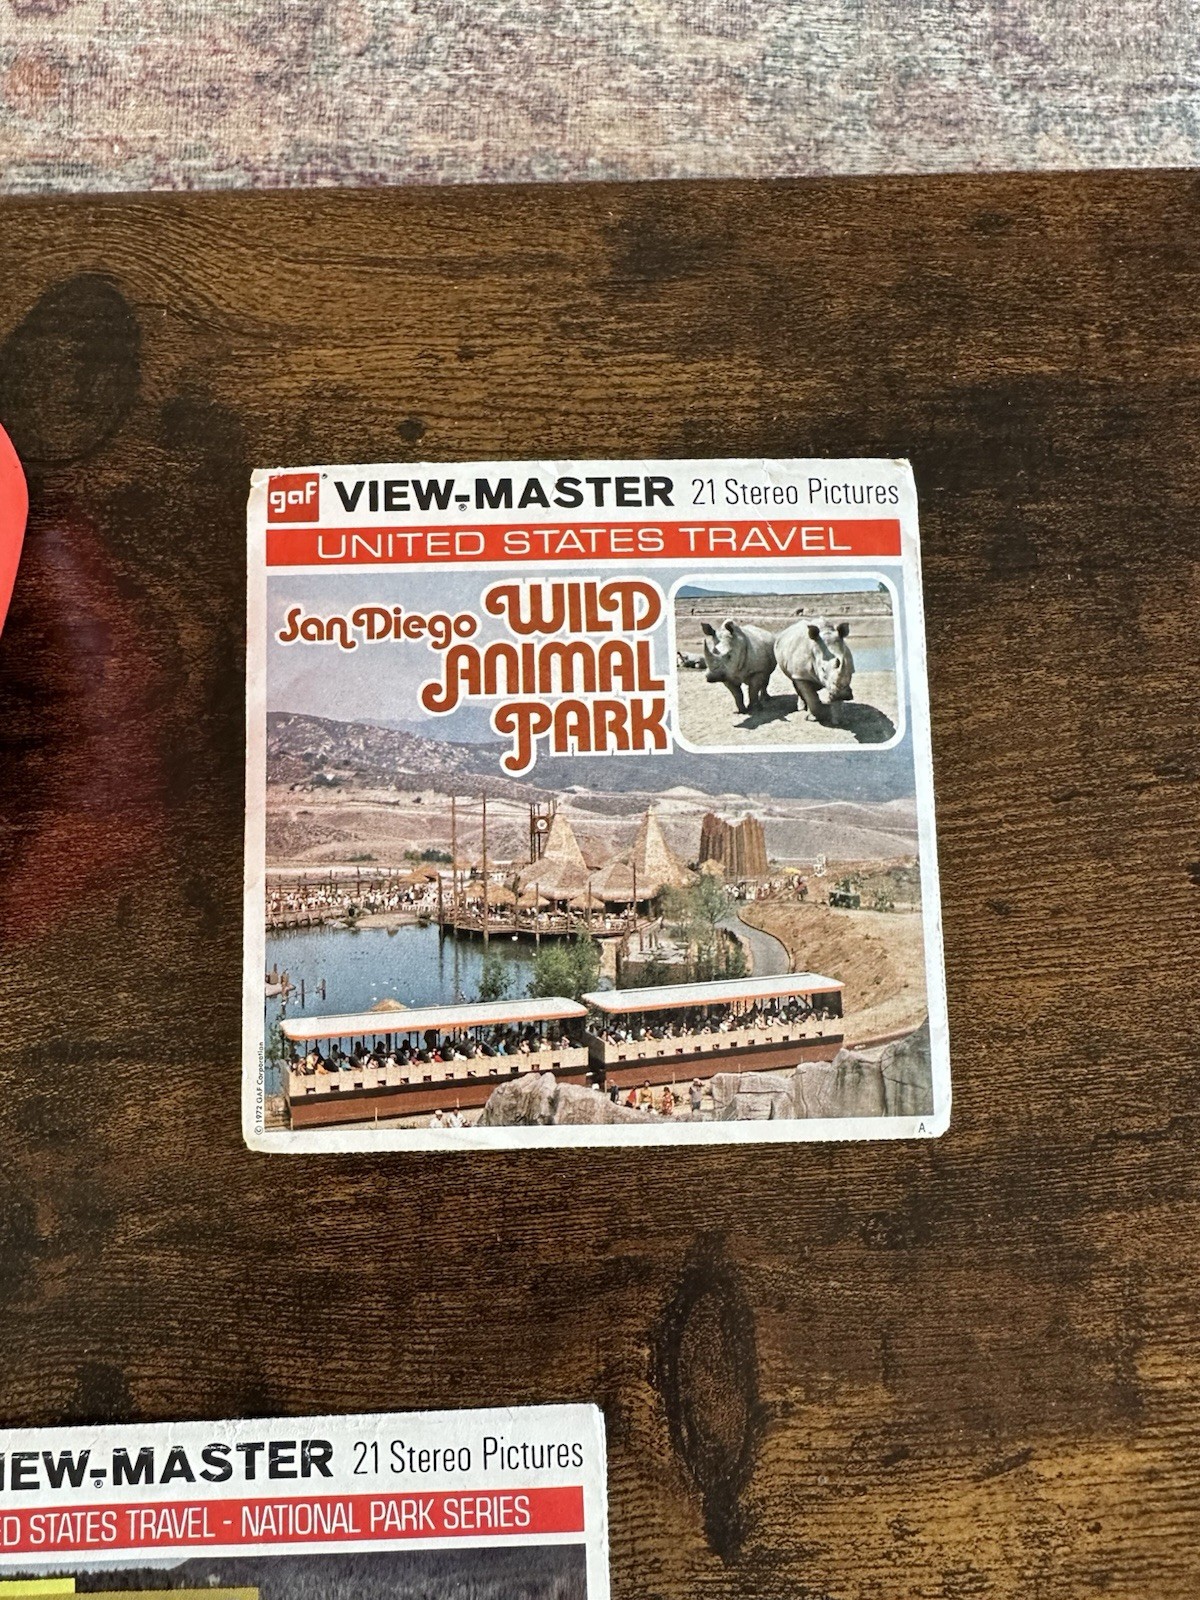 gaf® VIEW-MASTER® 21 Stereo Pictures
UNITED STATES TRAVEL
San Diego WILD
ANIMAL
PARK
© 1972 GAF Corporation
A
IEW-MASTER® 21 Stereo Pictures
ED STATES TRAVEL - NATIONAL PARK SERIES